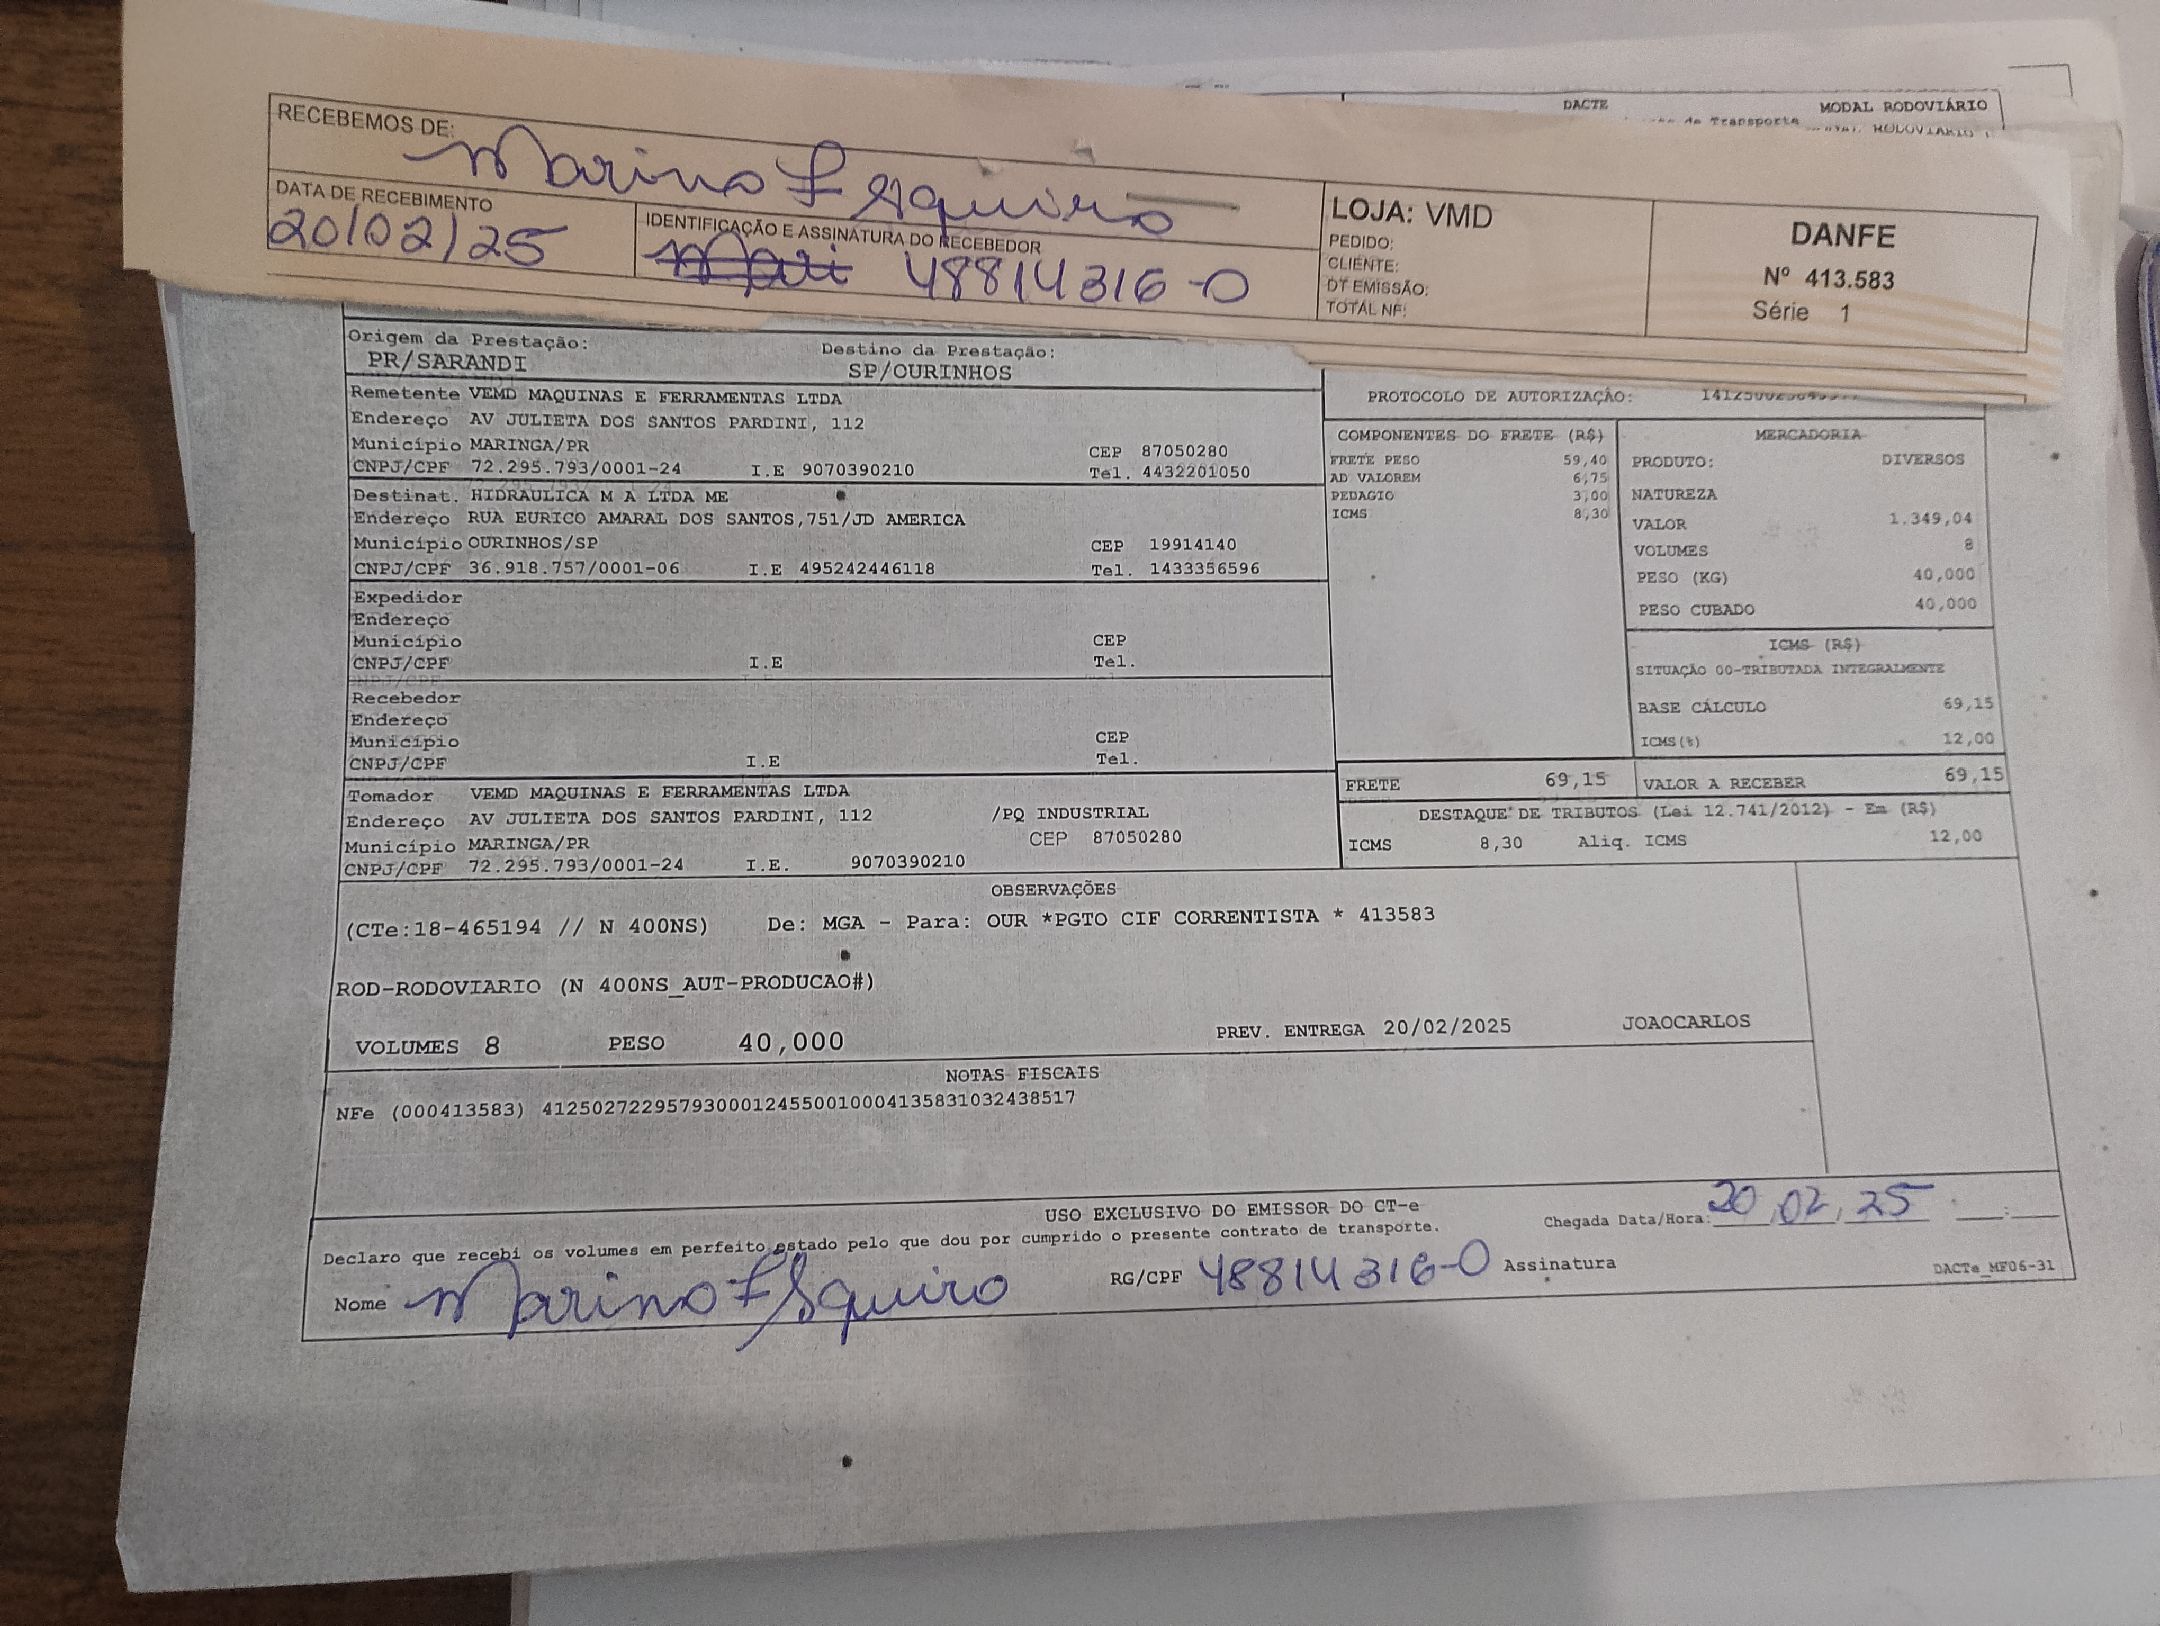 DACTE MODAL RODOVIÁRIO
de Transporte MODAL RODOVIÁRIO
RECEBEMOS DE: Marino Esquiro
DATA DE RECEBIMENTO
20/02/25
IDENTIFICAÇÃO E ASSINATURA DO RECEBEDOR
48814316-0
LOJA: VMD
PEDIDO:
CLIENTE:
DT EMISSÃO:
TOTAL NF:
DANFE
Nº 413.583
Série 1
Origem da Prestação:
PR/SARANDI
Destino da Prestação:
SP/OURINHOS
Remetente VEMD MAQUINAS E FERRAMENTAS LTDA
Endereço AV JULIETA DOS SANTOS PARDINI, 112
Município MARINGA/PR CEP 87050280
CNPJ/CPF 72.295.793/0001-24 I.E 9070390210 Tel. 4432201050
Destinat. HIDRAULICA M A LTDA ME
Endereço RUA EURICO AMARAL DOS SANTOS,751/JD AMERICA
Município OURINHOS/SP CEP 19914140
CNPJ/CPF 36.918.757/0001-06 I.E 495242446118 Tel. 1433356596
Expedidor
Endereço
Município CEP
CNPJ/CPF I.E Tel.
Recebedor
Endereço
Município CEP
CNPJ/CPF I.E Tel.
Tomador VEMD MAQUINAS E FERRAMENTAS LTDA
Endereço AV JULIETA DOS SANTOS PARDINI, 112 /PQ INDUSTRIAL
Município MARINGA/PR CEP 87050280
CNPJ/CPF 72.295.793/0001-24 I.E. 9070390210
PROTOCOLO DE AUTORIZAÇÃO:
COMPONENTES DO FRETE (R$)
FRETE PESO 59,40
AD VALOREM 6,75
PEDAGIO 3,00
ICMS 8,30
MERCADORIA
PRODUTO: DIVERSOS
NATUREZA
VALOR 1.349,04
VOLUMES 8
PESO (KG) 40,000
PESO CUBADO 40,000
ICMS (R$)
SITUAÇÃO 00-TRIBUTADA INTEGRALMENTE
BASE CÁLCULO 69,15
ICMS(%) 12,00
FRETE 69,15 VALOR A RECEBER 69,15
DESTAQUE DE TRIBUTOS (Lei 12.741/2012) - Em (R$)
ICMS 8,30 Aliq. ICMS 12,00
OBSERVAÇÕES
(CTe:18-465194 // N 400NS) De: MGA - Para: OUR *PGTO CIF CORRENTISTA * 413583
ROD-RODOVIARIO (N 400NS_AUT-PRODUCAO#)
VOLUMES 8 PESO 40,000 PREV. ENTREGA 20/02/2025 JOAOCARLOS
NOTAS FISCAIS
NFe (000413583) 41250272295793000124550010004135831032438517
USO EXCLUSIVO DO EMISSOR DO CT-e
Declaro que recebi os volumes em perfeito estado pelo que dou por cumprido o presente contrato de transporte.
Chegada Data/Hora: 20,02,25 :
Nome Marino Esquiro RG/CPF 48814316-0 Assinatura
DACTe_MF06-31